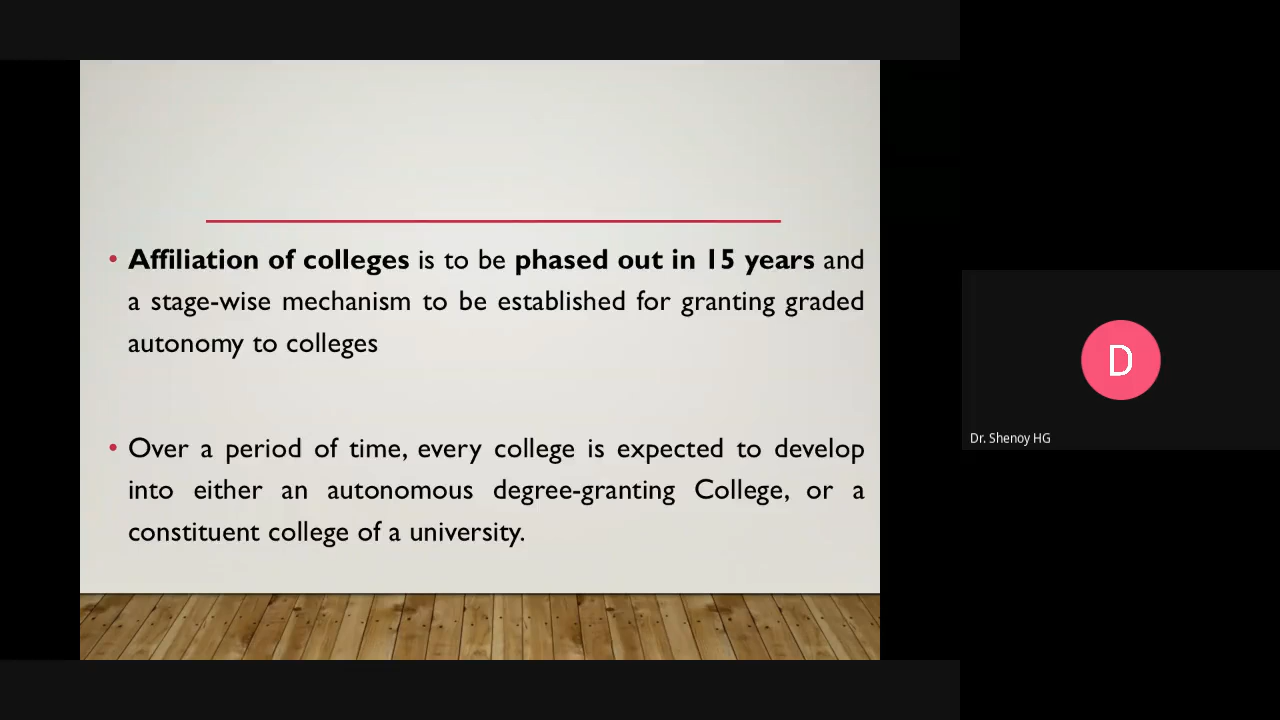 • Affiliation of colleges is to be phased out in 15 years and
a stage-wise mechanism to be established for granting graded
autonomy to colleges
• Over a period of time, every college is expected to develop
into either an autonomous degree-granting College, or a
constituent college of a university.
D
Dr. Shenoy HG